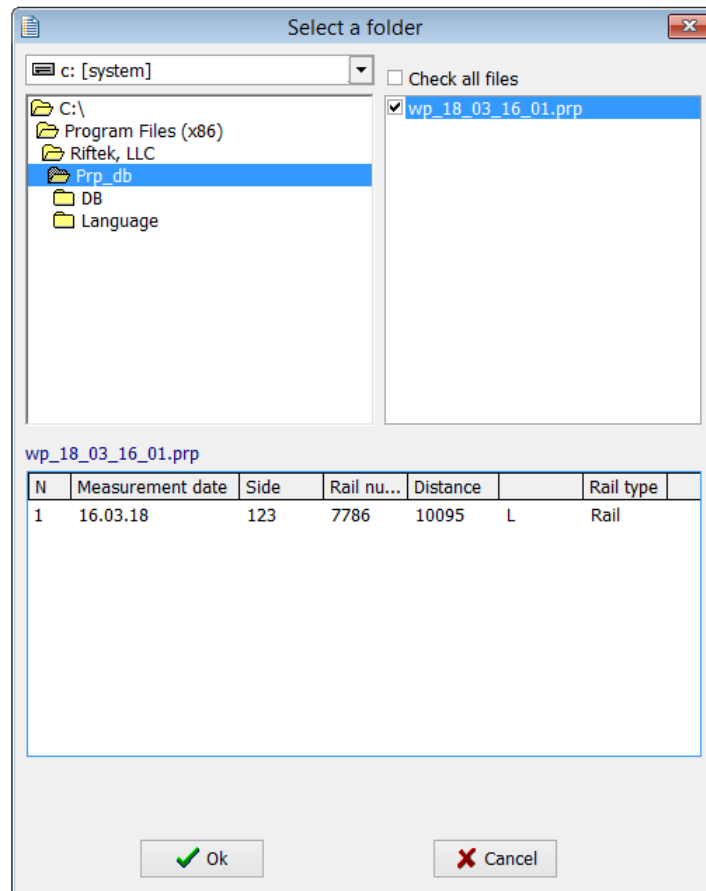 Select a folder
c: [system]
Check all files
C:\
Program Files (x86)
Riftek, LLC
Prp_db
DB
Language
wp_18_03_16_01.prp
wp_18_03_16_01.prp
N Measurement date Side Rail nu... Distance Rail type
1 16.03.18 123 7786 10095 L Rail
Ok Cancel